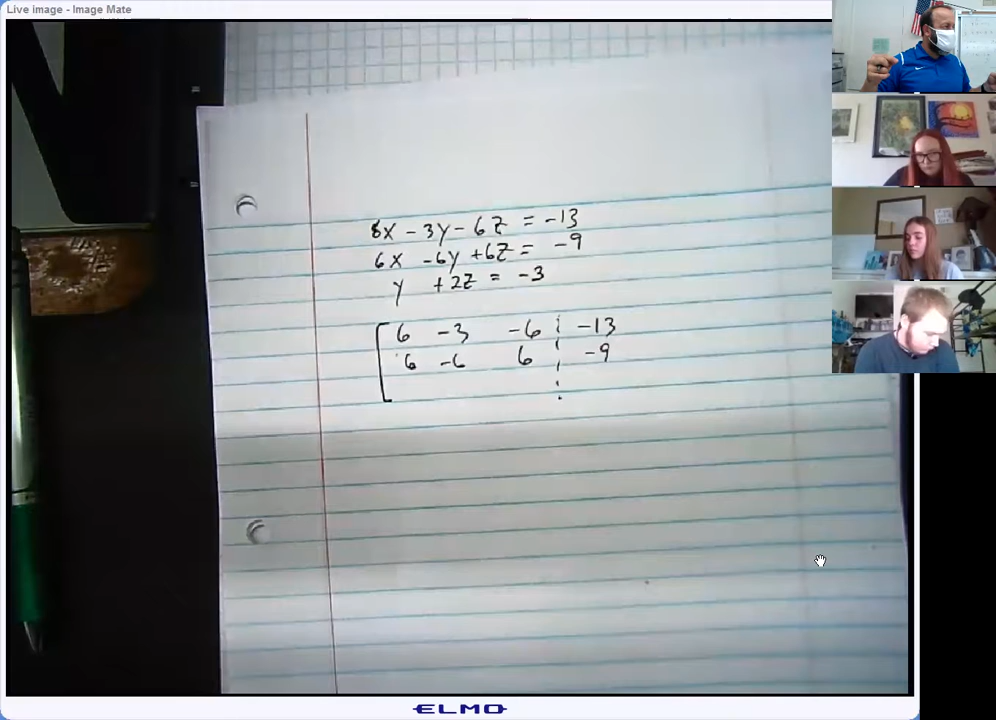 Live image - Image Mate
8x - 3y - 6z = -13
6x - 6y + 6z = -9
y + 2z = -3
6 -3 -6 -13
6 -6 6 -9
ELMO